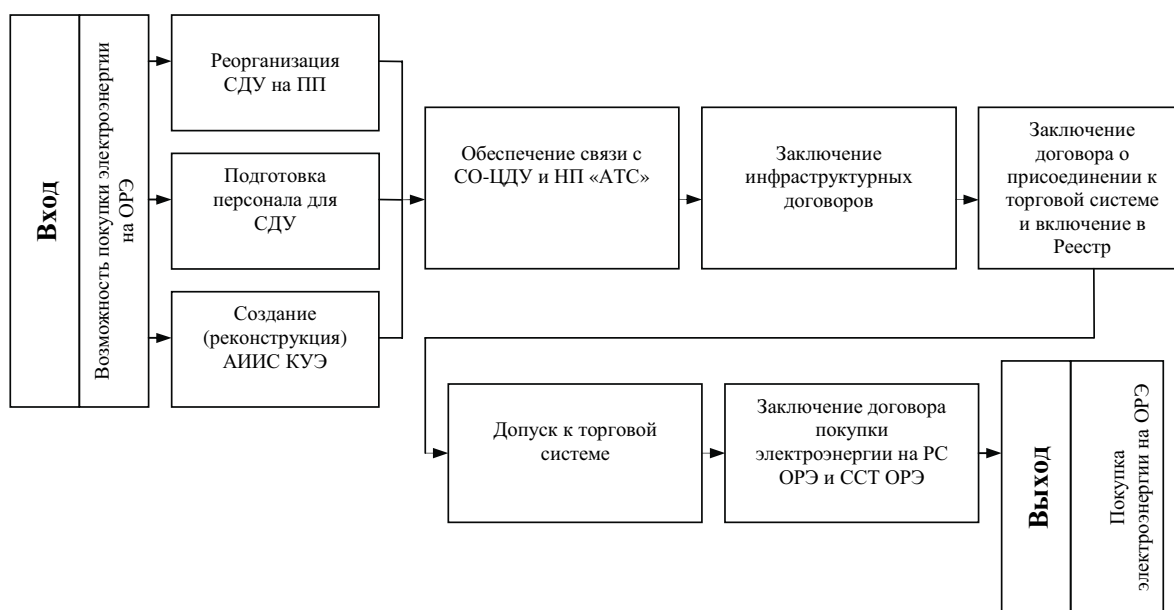 Вход
Возможность покупки электроэнергии
на ОРЭ
Реорганизация
СДУ на ПП
Подготовка
персонала для
СДУ
Создание
(реконструкция)
АИИС КУЭ
Обеспечение связи с
СО-ЦДУ и НП «АТС»
Заключение
инфраструктурных
договоров
Заключение
договора о
присоединении к
торговой системе
и включение в
Реестр
Допуск к торговой
системе
Заключение договора
покупки
электроэнергии на РС
ОРЭ и ССТ ОРЭ
Выход
Покупка
электроэнергии на ОРЭ